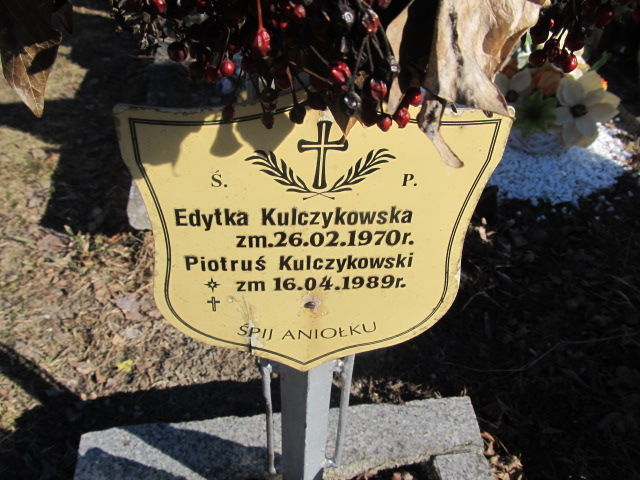 Ś. P.
Edytka Kulczykowska
zm.26.02.1970r.
Piotruś Kulczykowski
zm 16.04.1989r.
ŚPIJ ANIOŁKU